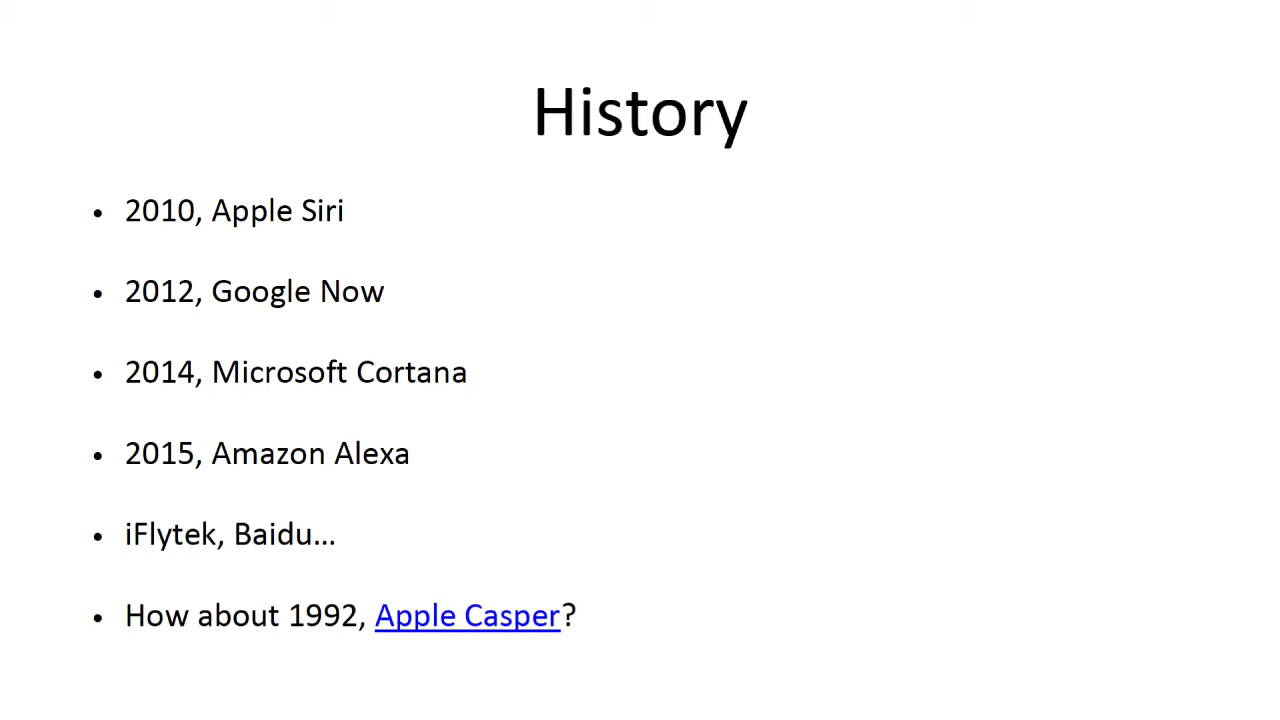 History
• 2010, Apple Siri
• 2012, Google Now
• 2014, Microsoft Cortana
• 2015, Amazon Alexa
• iFlytek, Baidu...
• How about 1992, Apple Casper?